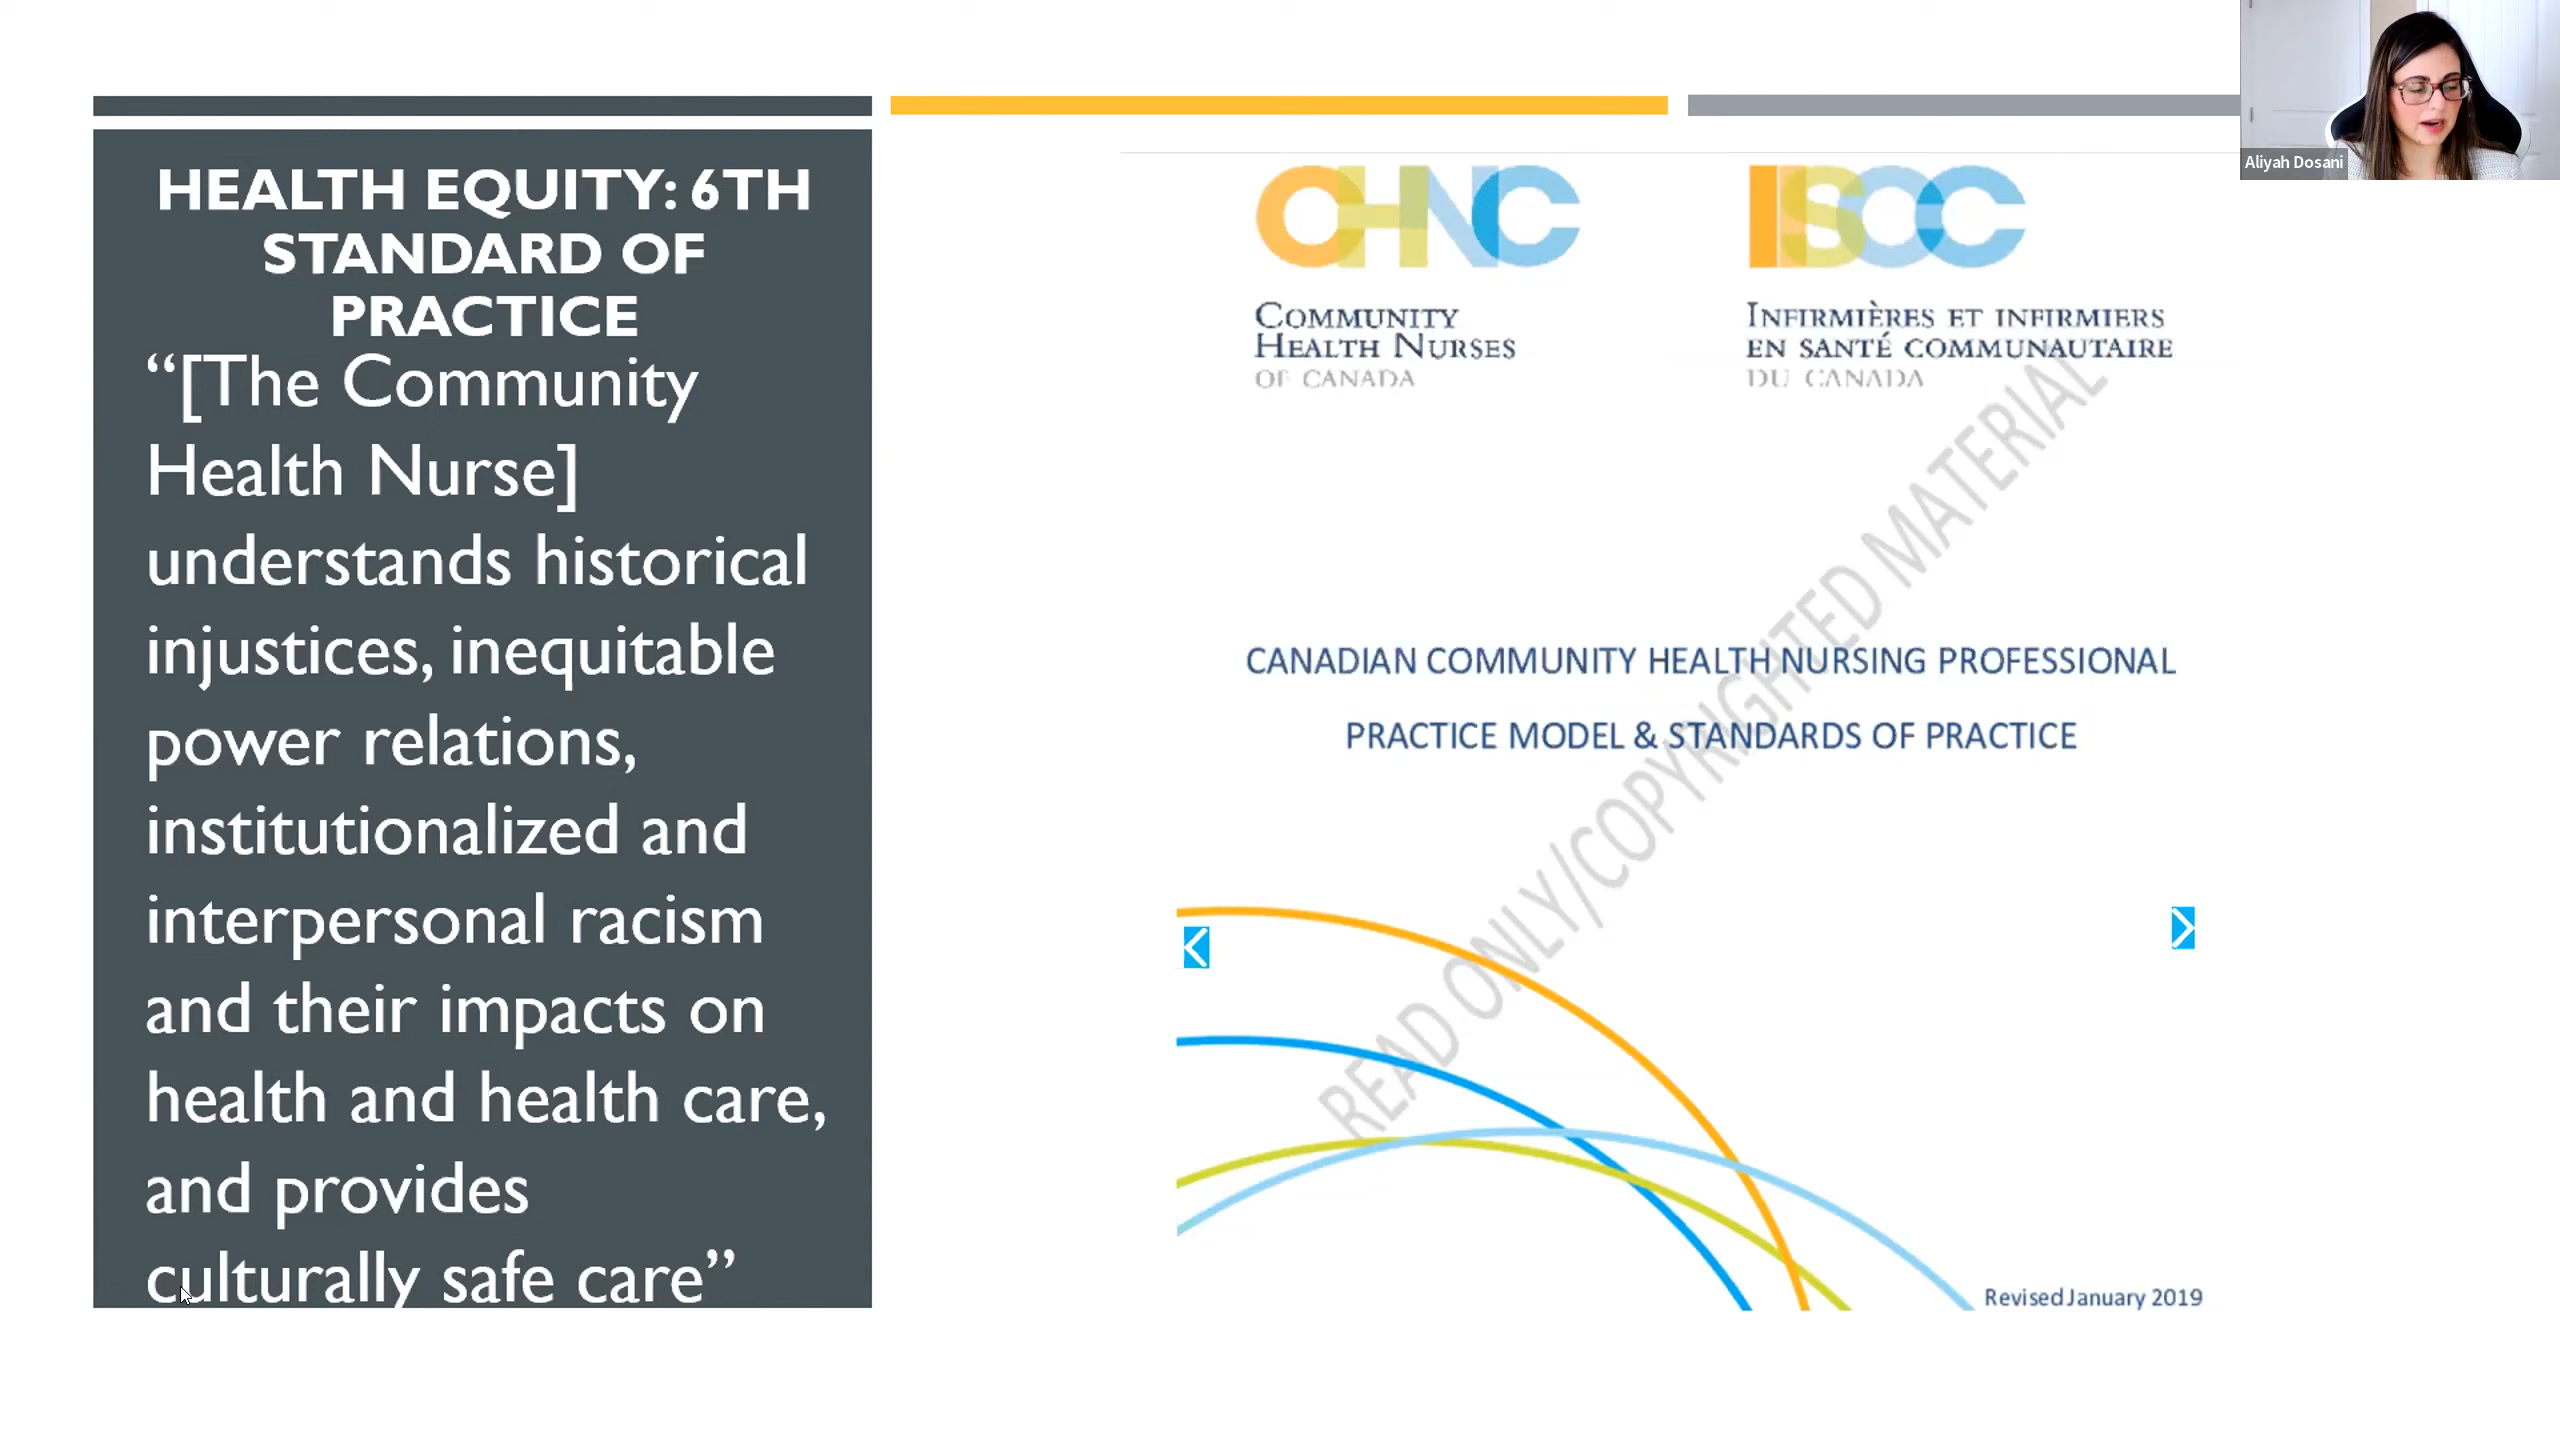 Aliyah Dosani
HEALTH EQUITY: 6TH
STANDARD OF
PRACTICE
“[The Community
Health Nurse]
understands historical
injustices, inequitable
power relations,
institutionalized and
interpersonal racism
and their impacts on
health and health care,
and provides
culturally safe care”
CHNC
COMMUNITY
HEALTH NURSES
OF CANADA
IISCC
INFIRMIÈRES ET INFIRMIERS
EN SANTÉ COMMUNAUTAIRE
DU CANADA
CANADIAN COMMUNITY HEALTH NURSING PROFESSIONAL
PRACTICE MODEL & STANDARDS OF PRACTICE
READ ONLY/COPYRIGHTED MATERIAL
Revised January 2019